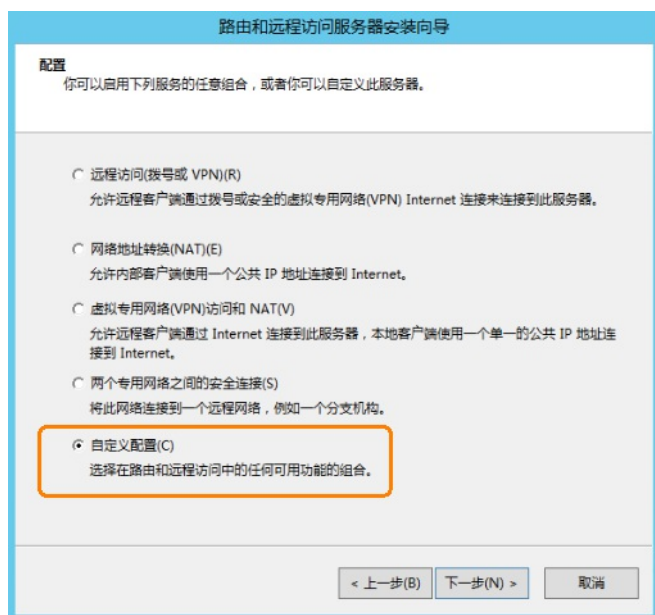 路由和远程访问服务器安装向导
配置
你可以启用下列服务的任意组合，或者你可以自定义此服务器。
远程访问(拨号或 VPN)(R)
允许远程客户端通过拨号或安全的虚拟专用网络(VPN) Internet 连接来连接到此服务器。
网络地址转换(NAT)(E)
允许内部客户端使用一个公共 IP 地址连接到 Internet。
虚拟专用网络(VPN)访问和 NAT(V)
允许远程客户端通过 Internet 连接到此服务器，本地客户端使用一个单一的公共 IP 地址连
接到 Internet。
两个专用网络之间的安全连接(S)
将此网络连接到一个远程网络，例如一个分支机构。
自定义配置(C)
选择在路由和远程访问中的任何可用功能的组合。
< 上一步(B) 下一步(N) > 取消